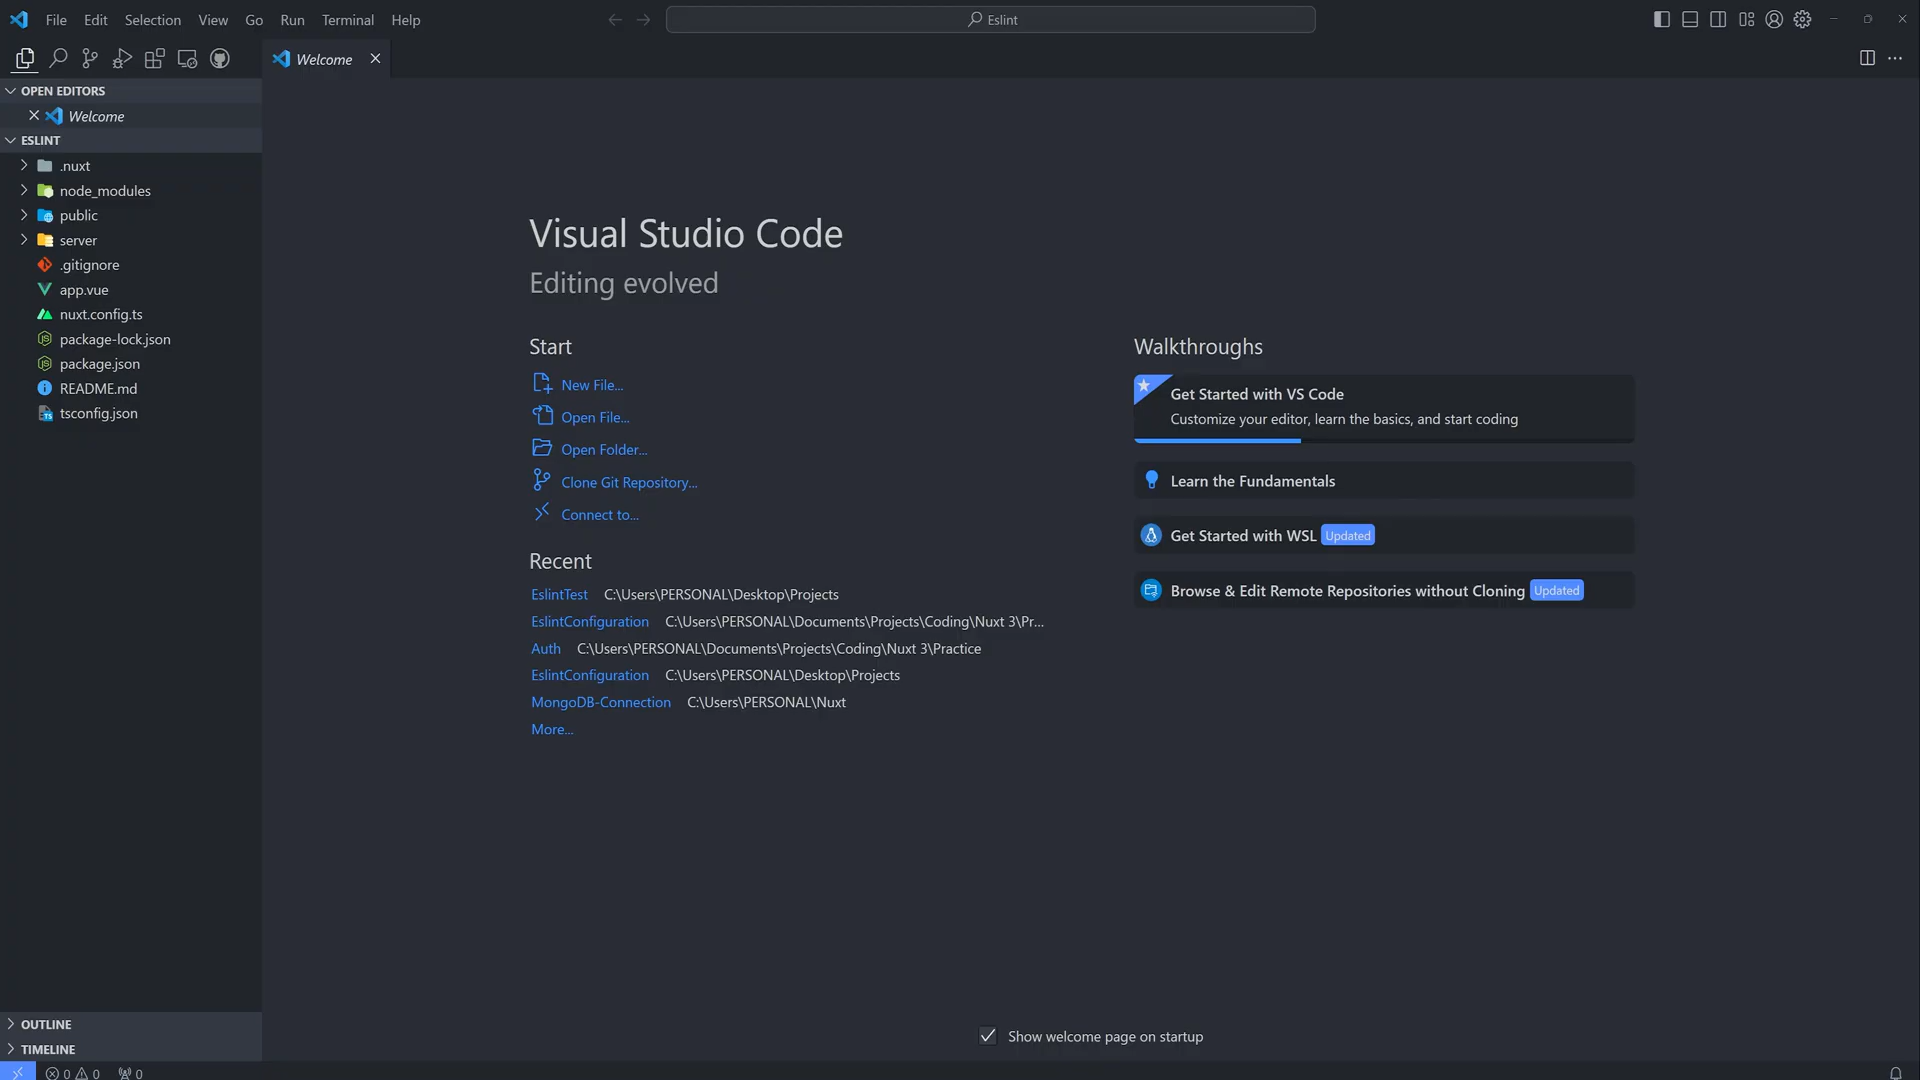 File Edit Selection View Go Run Terminal Help
Eslint
Welcome
OPEN EDITORS
Welcome
ESLINT
.nuxt
node_modules
public
server
.gitignore
app.vue
nuxt.config.ts
package-lock.json
package.json
README.md
tsconfig.json
OUTLINE
TIMELINE
0 0 0
Visual Studio Code
Editing evolved
Start
New File...
Open File...
Open Folder...
Clone Git Repository...
Connect to...
Recent
EslintTest C:\Users\PERSONAL\Desktop\Projects
EslintConfiguration C:\Users\PERSONAL\Documents\Projects\Coding\Nuxt 3\Pr...
Auth C:\Users\PERSONAL\Documents\Projects\Coding\Nuxt 3\Practice
EslintConfiguration C:\Users\PERSONAL\Desktop\Projects
MongoDB-Connection C:\Users\PERSONAL\Nuxt
More...
Walkthroughs
Get Started with VS Code
Customize your editor, learn the basics, and start coding
Learn the Fundamentals
Get Started with WSL Updated
Browse & Edit Remote Repositories without Cloning Updated
Show welcome page on startup